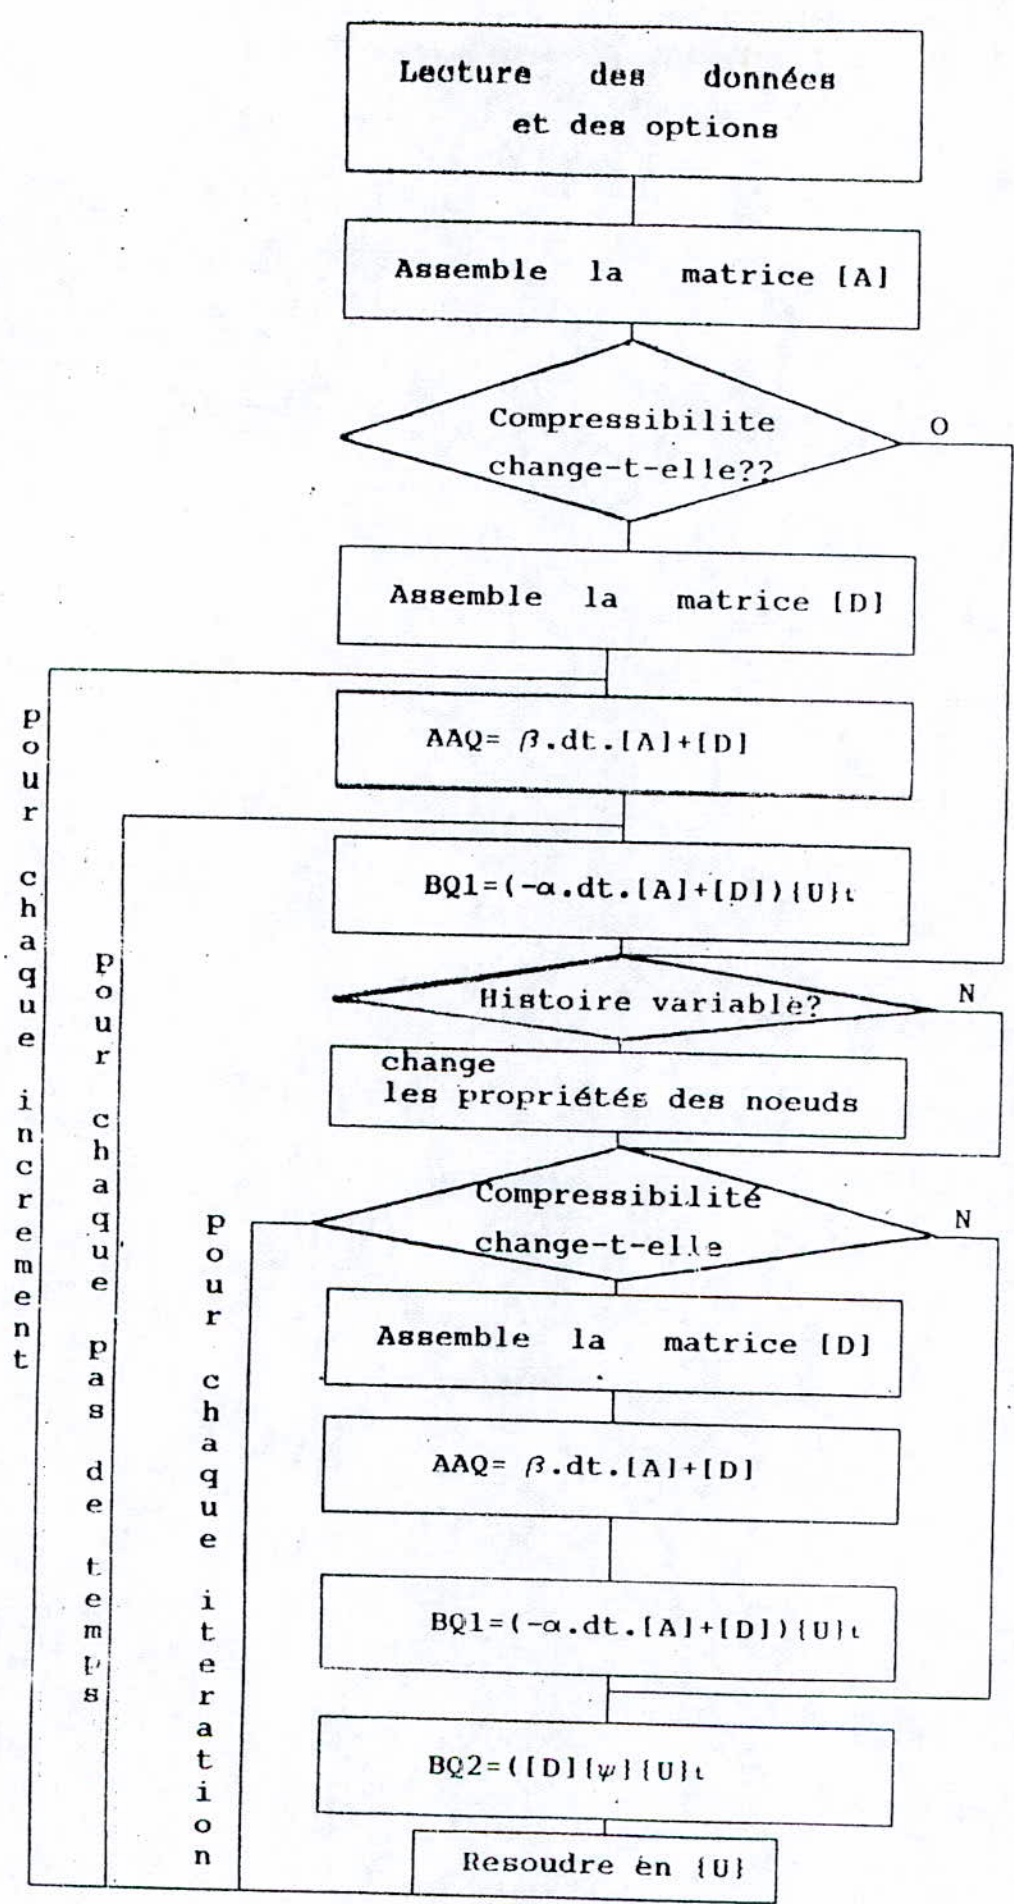 Lecture des données
et des options
Assemble la matrice [A]
Compressibilite
change-t-elle??
O
Assemble la matrice [D]
AAQ= β.dt.[A]+[D]
BQ1=(-α.dt.[A]+[D]){U}t
Histoire variable?
N
change
les propriétés des noeuds
Compressibilité
change-t-elle
N
Assemble la matrice [D]
AAQ= β.dt.[A]+[D]
BQ1=(-α.dt.[A]+[D]){U}t
BQ2=([D]{ψ}{U}t
Resoudre en {U}
pour chaque increment
pour chaque pas de temps
pour chaque iteration